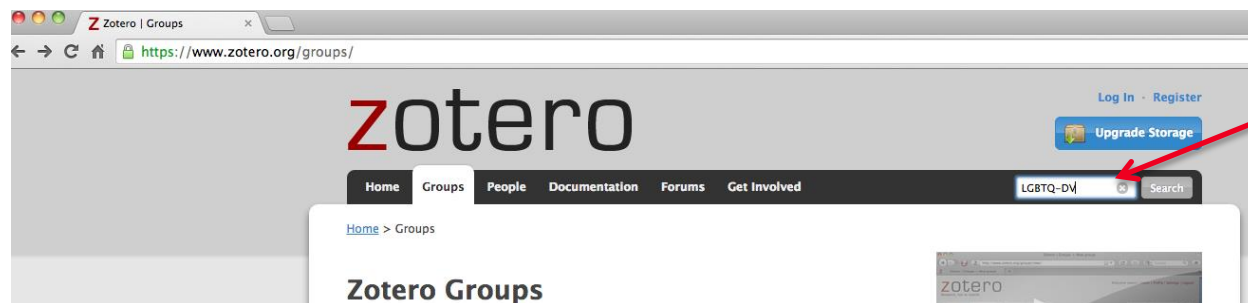 Zotero | Groups
https://www.zotero.org/groups/
zotero
Log In · Register
Upgrade Storage
Home Groups People Documentation Forums Get Involved
LGBTQ-DV Search
Home > Groups
Zotero Groups
zotero